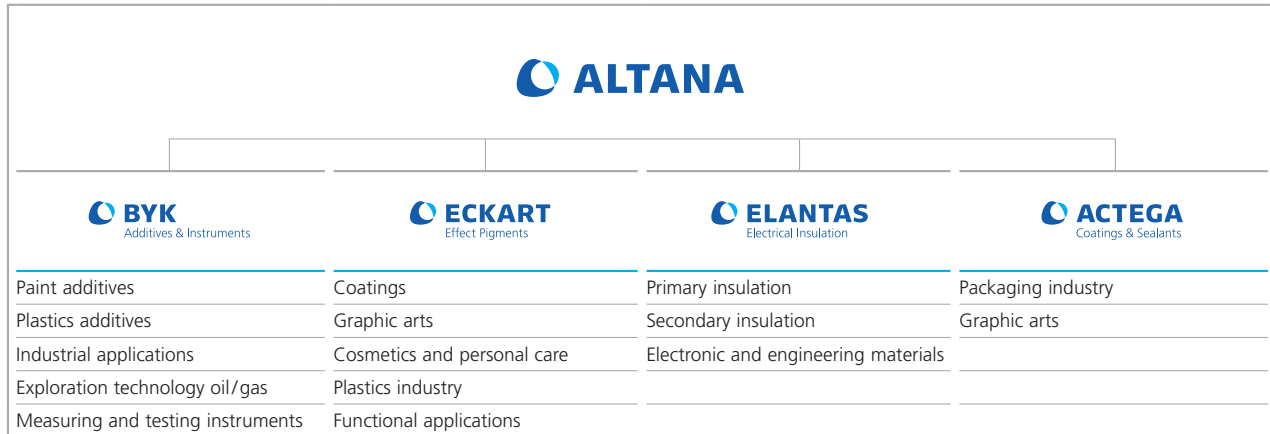 ALTANA
BYK
Additives & Instruments
ECKART
Effect Pigments
ELANTAS
Electrical Insulation
ACTEGA
Coatings & Sealants
Paint additives
Coatings
Primary insulation
Packaging industry
Plastics additives
Graphic arts
Secondary insulation
Graphic arts
Industrial applications
Cosmetics and personal care
Electronic and engineering materials
Exploration technology oil/gas
Plastics industry
Measuring and testing instruments
Functional applications